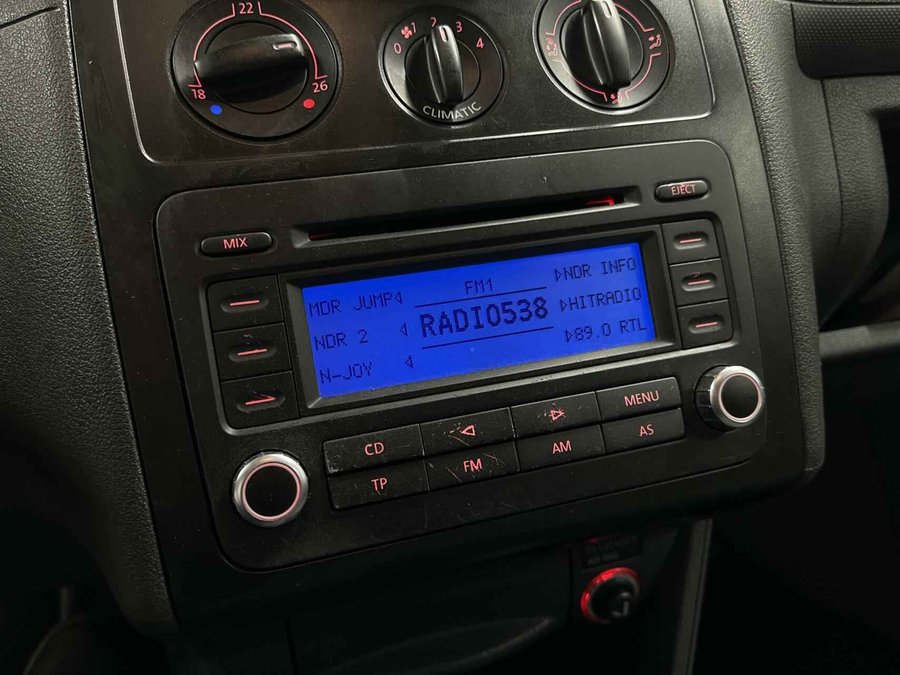 22
18
26
0
1
2
3
4
CLIMATIC
MIX
EJECT
FM1
MDR JUMP
NDR INFO
RADIO538
NDR 2
HITRADIO
N-JOY
89.0 RTL
CD
MENU
TP
FM
AM
AS